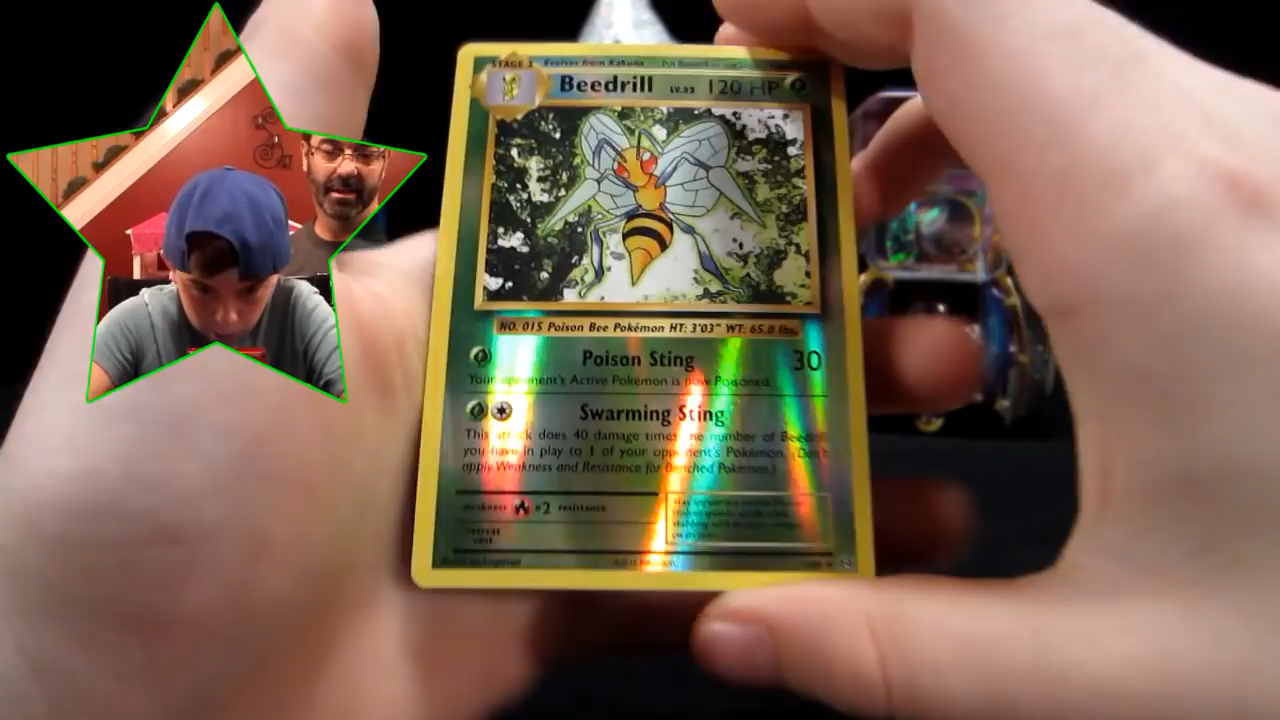 STAGE 2 Evolves from Kakuna
Beedrill LV.32 120 HP
NO. 015 Poison Bee Pokémon HT: 3'03" WT: 65.0 lbs.
Poison Sting 30
Your opponent's Active Pokémon is now Poisoned.
Swarming Sting
This attack does 40 damage times the number of Beedrill
you have in play to 1 of your opponent's Pokémon. (Don't
apply Weakness and Resistance for Benched Pokémon.)
weakness ×2 resistance
retreat
cost